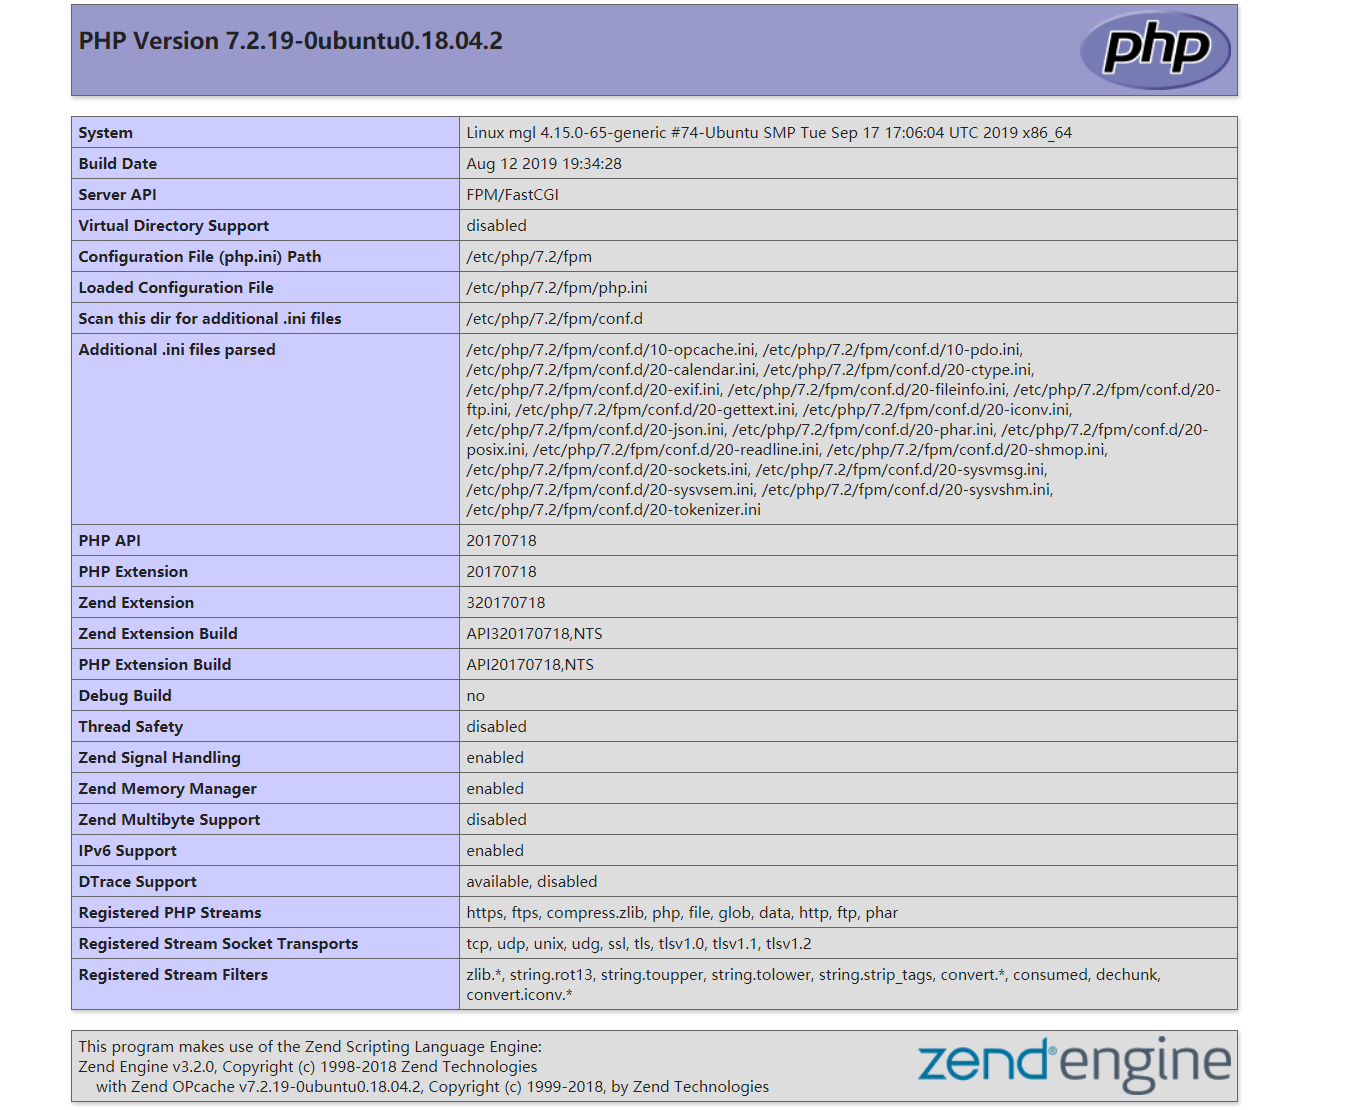 PHP Version 7.2.19-0ubuntu0.18.04.2
php
System Linux mgl 4.15.0-65-generic #74-Ubuntu SMP Tue Sep 17 17:06:04 UTC 2019 x86_64
Build Date Aug 12 2019 19:34:28
Server API FPM/FastCGI
Virtual Directory Support disabled
Configuration File (php.ini) Path /etc/php/7.2/fpm
Loaded Configuration File /etc/php/7.2/fpm/php.ini
Scan this dir for additional .ini files /etc/php/7.2/fpm/conf.d
Additional .ini files parsed /etc/php/7.2/fpm/conf.d/10-opcache.ini, /etc/php/7.2/fpm/conf.d/10-pdo.ini,
/etc/php/7.2/fpm/conf.d/20-calendar.ini, /etc/php/7.2/fpm/conf.d/20-ctype.ini,
/etc/php/7.2/fpm/conf.d/20-exif.ini, /etc/php/7.2/fpm/conf.d/20-fileinfo.ini, /etc/php/7.2/fpm/conf.d/20-
ftp.ini, /etc/php/7.2/fpm/conf.d/20-gettext.ini, /etc/php/7.2/fpm/conf.d/20-iconv.ini,
/etc/php/7.2/fpm/conf.d/20-json.ini, /etc/php/7.2/fpm/conf.d/20-phar.ini, /etc/php/7.2/fpm/conf.d/20-
posix.ini, /etc/php/7.2/fpm/conf.d/20-readline.ini, /etc/php/7.2/fpm/conf.d/20-shmop.ini,
/etc/php/7.2/fpm/conf.d/20-sockets.ini, /etc/php/7.2/fpm/conf.d/20-sysvmsg.ini,
/etc/php/7.2/fpm/conf.d/20-sysvsem.ini, /etc/php/7.2/fpm/conf.d/20-sysvshm.ini,
/etc/php/7.2/fpm/conf.d/20-tokenizer.ini
PHP API 20170718
PHP Extension 20170718
Zend Extension 320170718
Zend Extension Build API320170718,NTS
PHP Extension Build API20170718,NTS
Debug Build no
Thread Safety disabled
Zend Signal Handling enabled
Zend Memory Manager enabled
Zend Multibyte Support disabled
IPv6 Support enabled
DTrace Support available, disabled
Registered PHP Streams https, ftps, compress.zlib, php, file, glob, data, http, ftp, phar
Registered Stream Socket Transports tcp, udp, unix, udg, ssl, tls, tlsv1.0, tlsv1.1, tlsv1.2
Registered Stream Filters zlib.*, string.rot13, string.toupper, string.tolower, string.strip_tags, convert.*, consumed, dechunk,
convert.iconv.*
This program makes use of the Zend Scripting Language Engine:
Zend Engine v3.2.0, Copyright (c) 1998-2018 Zend Technologies
with Zend OPcache v7.2.19-0ubuntu0.18.04.2, Copyright (c) 1999-2018, by Zend Technologies
zend® engine